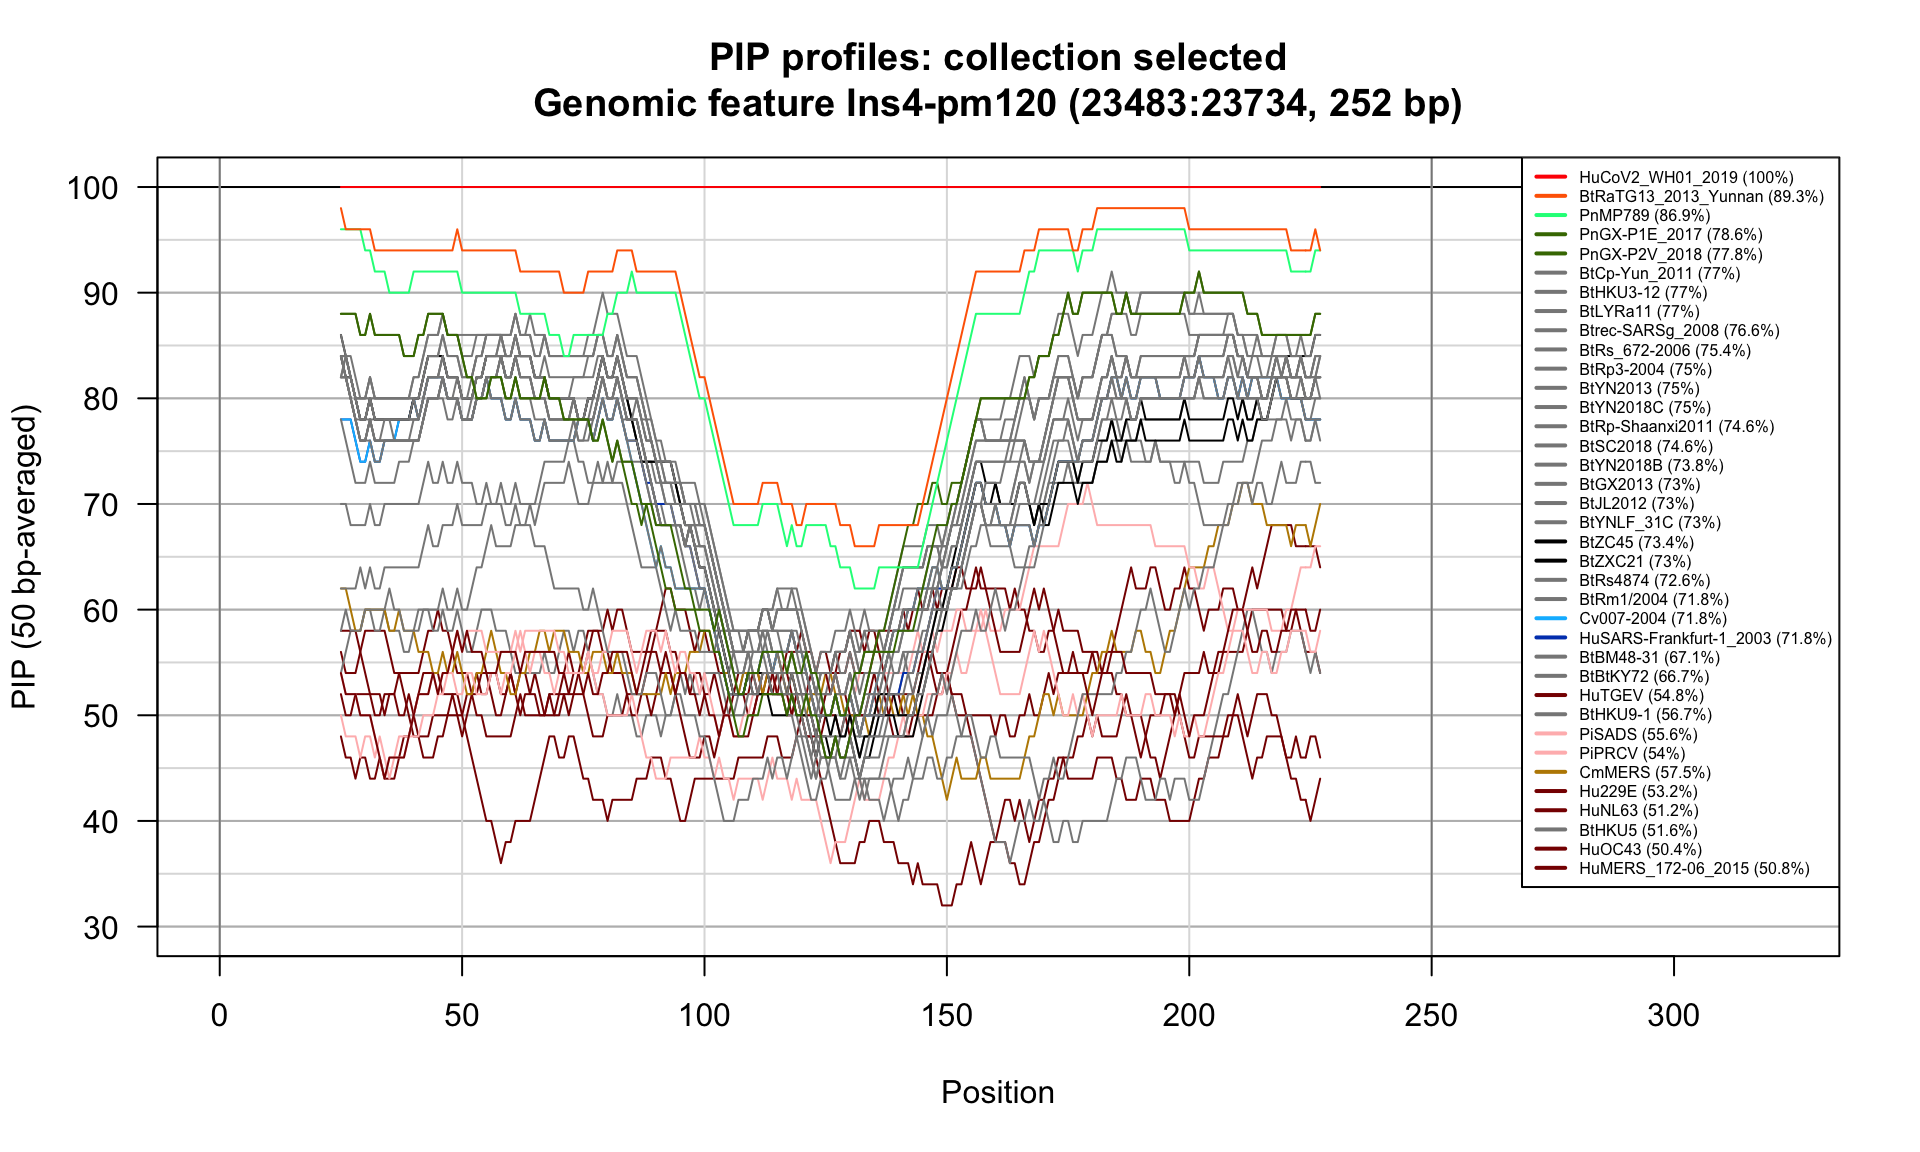 PIP profiles: collection selected
Genomic feature Ins4-pm120 (23483:23734, 252 bp)
PIP (50 bp-averaged)
100
90
80
70
60
50
40
30
0
50
100
150
200
250
300
Position
HuCoV2_WH01_2019 (100%)
BtRaTG13_2013_Yunnan (89.3%)
PnMP789 (86.9%)
PnGX-P1E_2017 (78.6%)
PnGX-P2V_2018 (77.8%)
BtCp-Yun_2011 (77%)
BtHKU3-12 (77%)
BtLYRa11 (77%)
Btrec-SARSg_2008 (76.6%)
BtRs_672-2006 (75.4%)
BtRp3-2004 (75%)
BtYN2013 (75%)
BtYN2018C (75%)
BtRp-Shaanxi2011 (74.6%)
BtSC2018 (74.6%)
BtYN2018B (73.8%)
BtGX2013 (73%)
BtJL2012 (73%)
BtYNLF_31C (73%)
BtZC45 (73.4%)
BtZXC21 (73%)
BtRs4874 (72.6%)
BtRm1/2004 (71.8%)
Cv007-2004 (71.8%)
HuSARS-Frankfurt-1_2003 (71.8%)
BtBM48-31 (67.1%)
BtBtKY72 (66.7%)
HuTGEV (54.8%)
BtHKU9-1 (56.7%)
PiSADS (55.6%)
PiPRCV (54%)
CmMERS (57.5%)
Hu229E (53.2%)
HuNL63 (51.2%)
BtHKU5 (51.6%)
HuOC43 (50.4%)
HuMERS_172-06_2015 (50.8%)